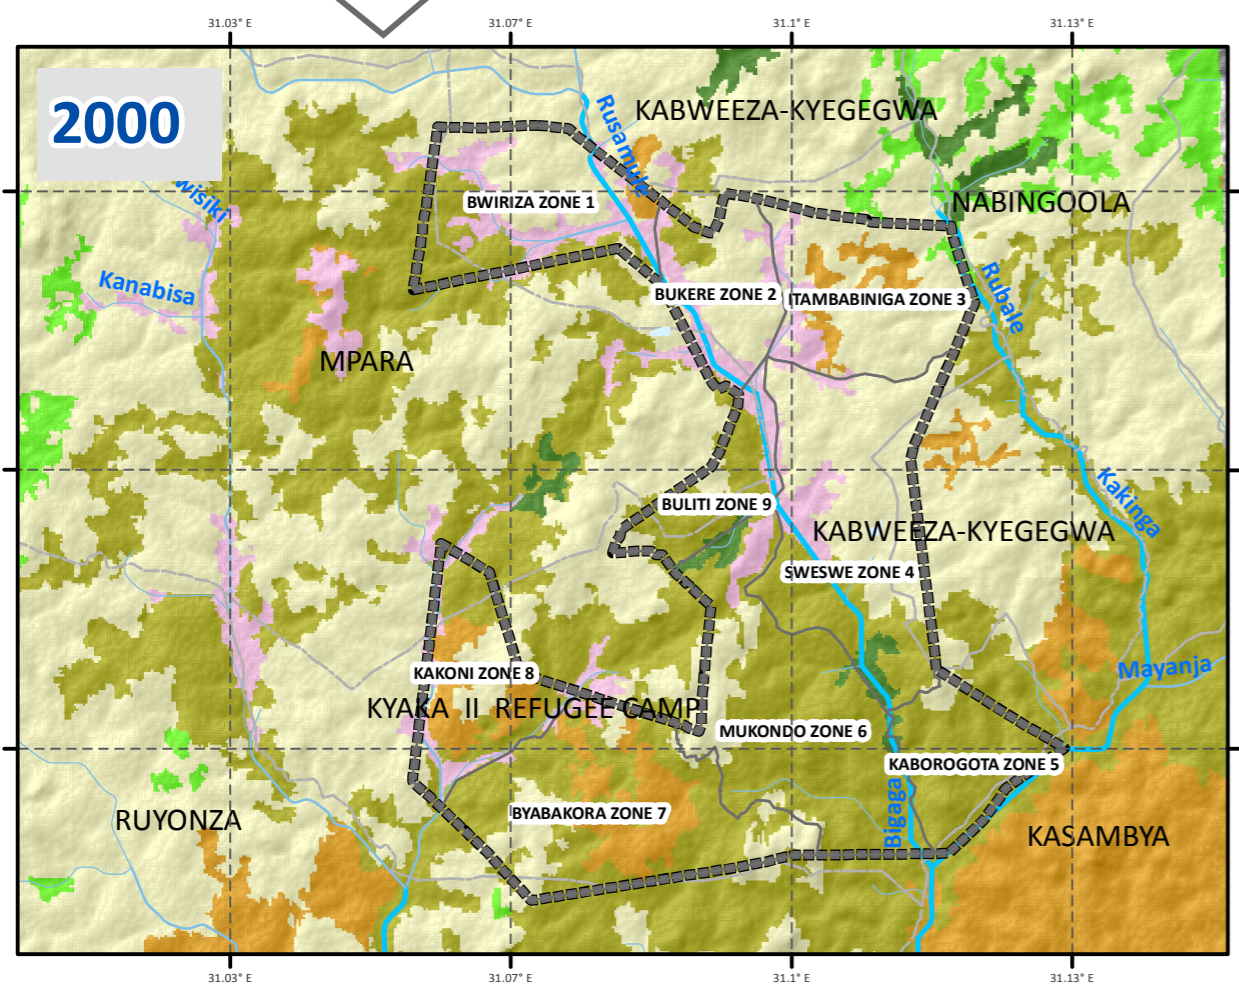 31.03° E
31.07° E
31.1° E
31.13° E
2000
Rusamule
KABWEEZA-KYEGEGWA
wisiki
BWIRIZA ZONE 1
NABINGOOLA
Kanabisa
BUKERE ZONE 2
ITAMBABINIGA ZONE 3
Rubale
MPARA
BULITI ZONE 9
KABWEEZA-KYEGEGWA
Kakinga
SWESWE ZONE 4
KAKONI ZONE 8
Mayanja
KYAKA II REFUGEE CAMP
MUKONDO ZONE 6
KABOROGOTA ZONE 5
RUYONZA
BYABAKORA ZONE 7
Bigaga
KASAMBYA
31.03° E
31.07° E
31.1° E
31.13° E